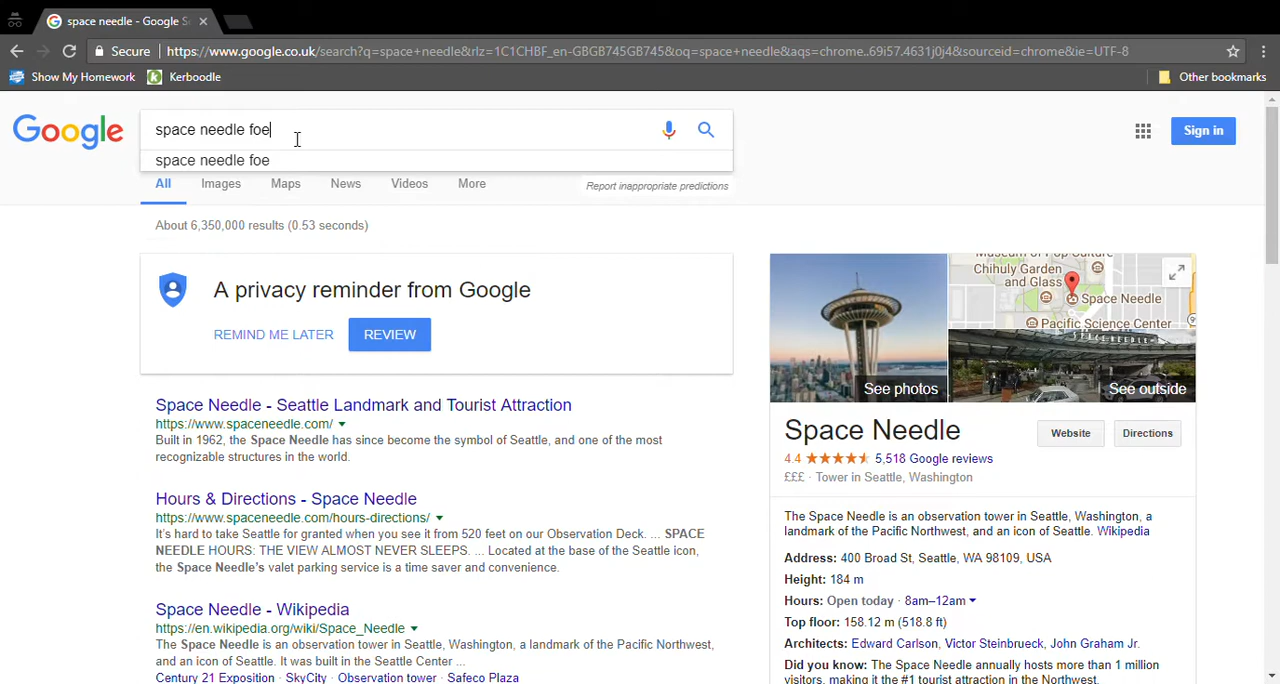 space needle - Google S
Secure https://www.google.co.uk/search?q=space+needle&rlz=1C1CHBF_en-GBGB745GB745&oq=space+needle&aqs=chrome..69i57.4631j0j4&sourceid=chrome&ie=UTF-8
Show My Homework Kerboodle Other bookmarks
Google
space needle foe
space needle foe
Sign in
All Images Maps News Videos More
Report inappropriate predictions
About 6,350,000 results (0.53 seconds)
A privacy reminder from Google
REMIND ME LATER REVIEW
Space Needle - Seattle Landmark and Tourist Attraction
https://www.spaceneedle.com/
Built in 1962, the Space Needle has since become the symbol of Seattle, and one of the most
recognizable structures in the world.
Hours & Directions - Space Needle
https://www.spaceneedle.com/hours-directions/
It's hard to take Seattle for granted when you see it from 520 feet on our Observation Deck. ... SPACE
NEEDLE HOURS: THE VIEW ALMOST NEVER SLEEPS. ... Located at the base of the Seattle icon,
the Space Needle's valet parking service is a time saver and convenience.
Space Needle - Wikipedia
https://en.wikipedia.org/wiki/Space_Needle
The Space Needle is an observation tower in Seattle, Washington, a landmark of the Pacific Northwest,
and an icon of Seattle. It was built in the Seattle Center ...
Century 21 Exposition · SkyCity · Observation tower · Safeco Plaza
Museum of Pop Culture
Chihuly Garden
and Glass
Space Needle
Pacific Science Center
SPACE NEEDLE
See photos
See outside
Space Needle
Website Directions
4.4 5,518 Google reviews
£££ · Tower in Seattle, Washington
The Space Needle is an observation tower in Seattle, Washington, a
landmark of the Pacific Northwest, and an icon of Seattle. Wikipedia
Address: 400 Broad St, Seattle, WA 98109, USA
Height: 184 m
Hours: Open today · 8am–12am
Top floor: 158.12 m (518.8 ft)
Architects: Edward Carlson, Victor Steinbrueck, John Graham Jr.
Did you know: The Space Needle annually hosts more than 1 million
visitors, making it the #1 tourist attraction in the Northwest.